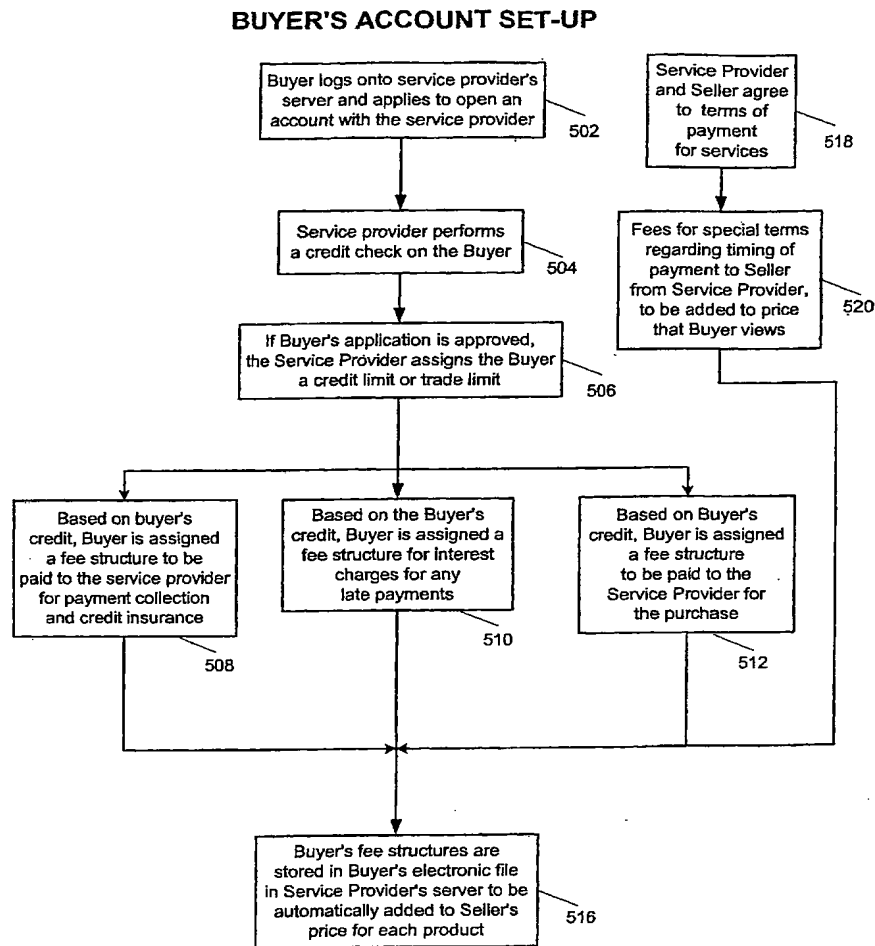 BUYER'S ACCOUNT SET-UP
Buyer logs onto service provider's
server and applies to open an
account with the service provider
502
Service Provider
and Seller agree
to terms of
payment
for services
518
Service provider performs
a credit check on the Buyer
504
Fees for special terms
regarding timing of
payment to Seller
from Service Provider,
to be added to price
that Buyer views
520
If Buyer's application is approved,
the Service Provider assigns the Buyer
a credit limit or trade limit
506
Based on buyer's
credit, Buyer is assigned
a fee structure to be
paid to the service provider
for payment collection
and credit insurance
508
Based on the Buyer's
credit, Buyer is assigned a
fee structure for interest
charges for any
late payments
510
Based on Buyer's
credit, Buyer is assigned
a fee structure
to be paid to the
Service Provider for
the purchase
512
Buyer's fee structures are
stored in Buyer's electronic file
in Service Provider's server to be
automatically added to Seller's
price for each product
516